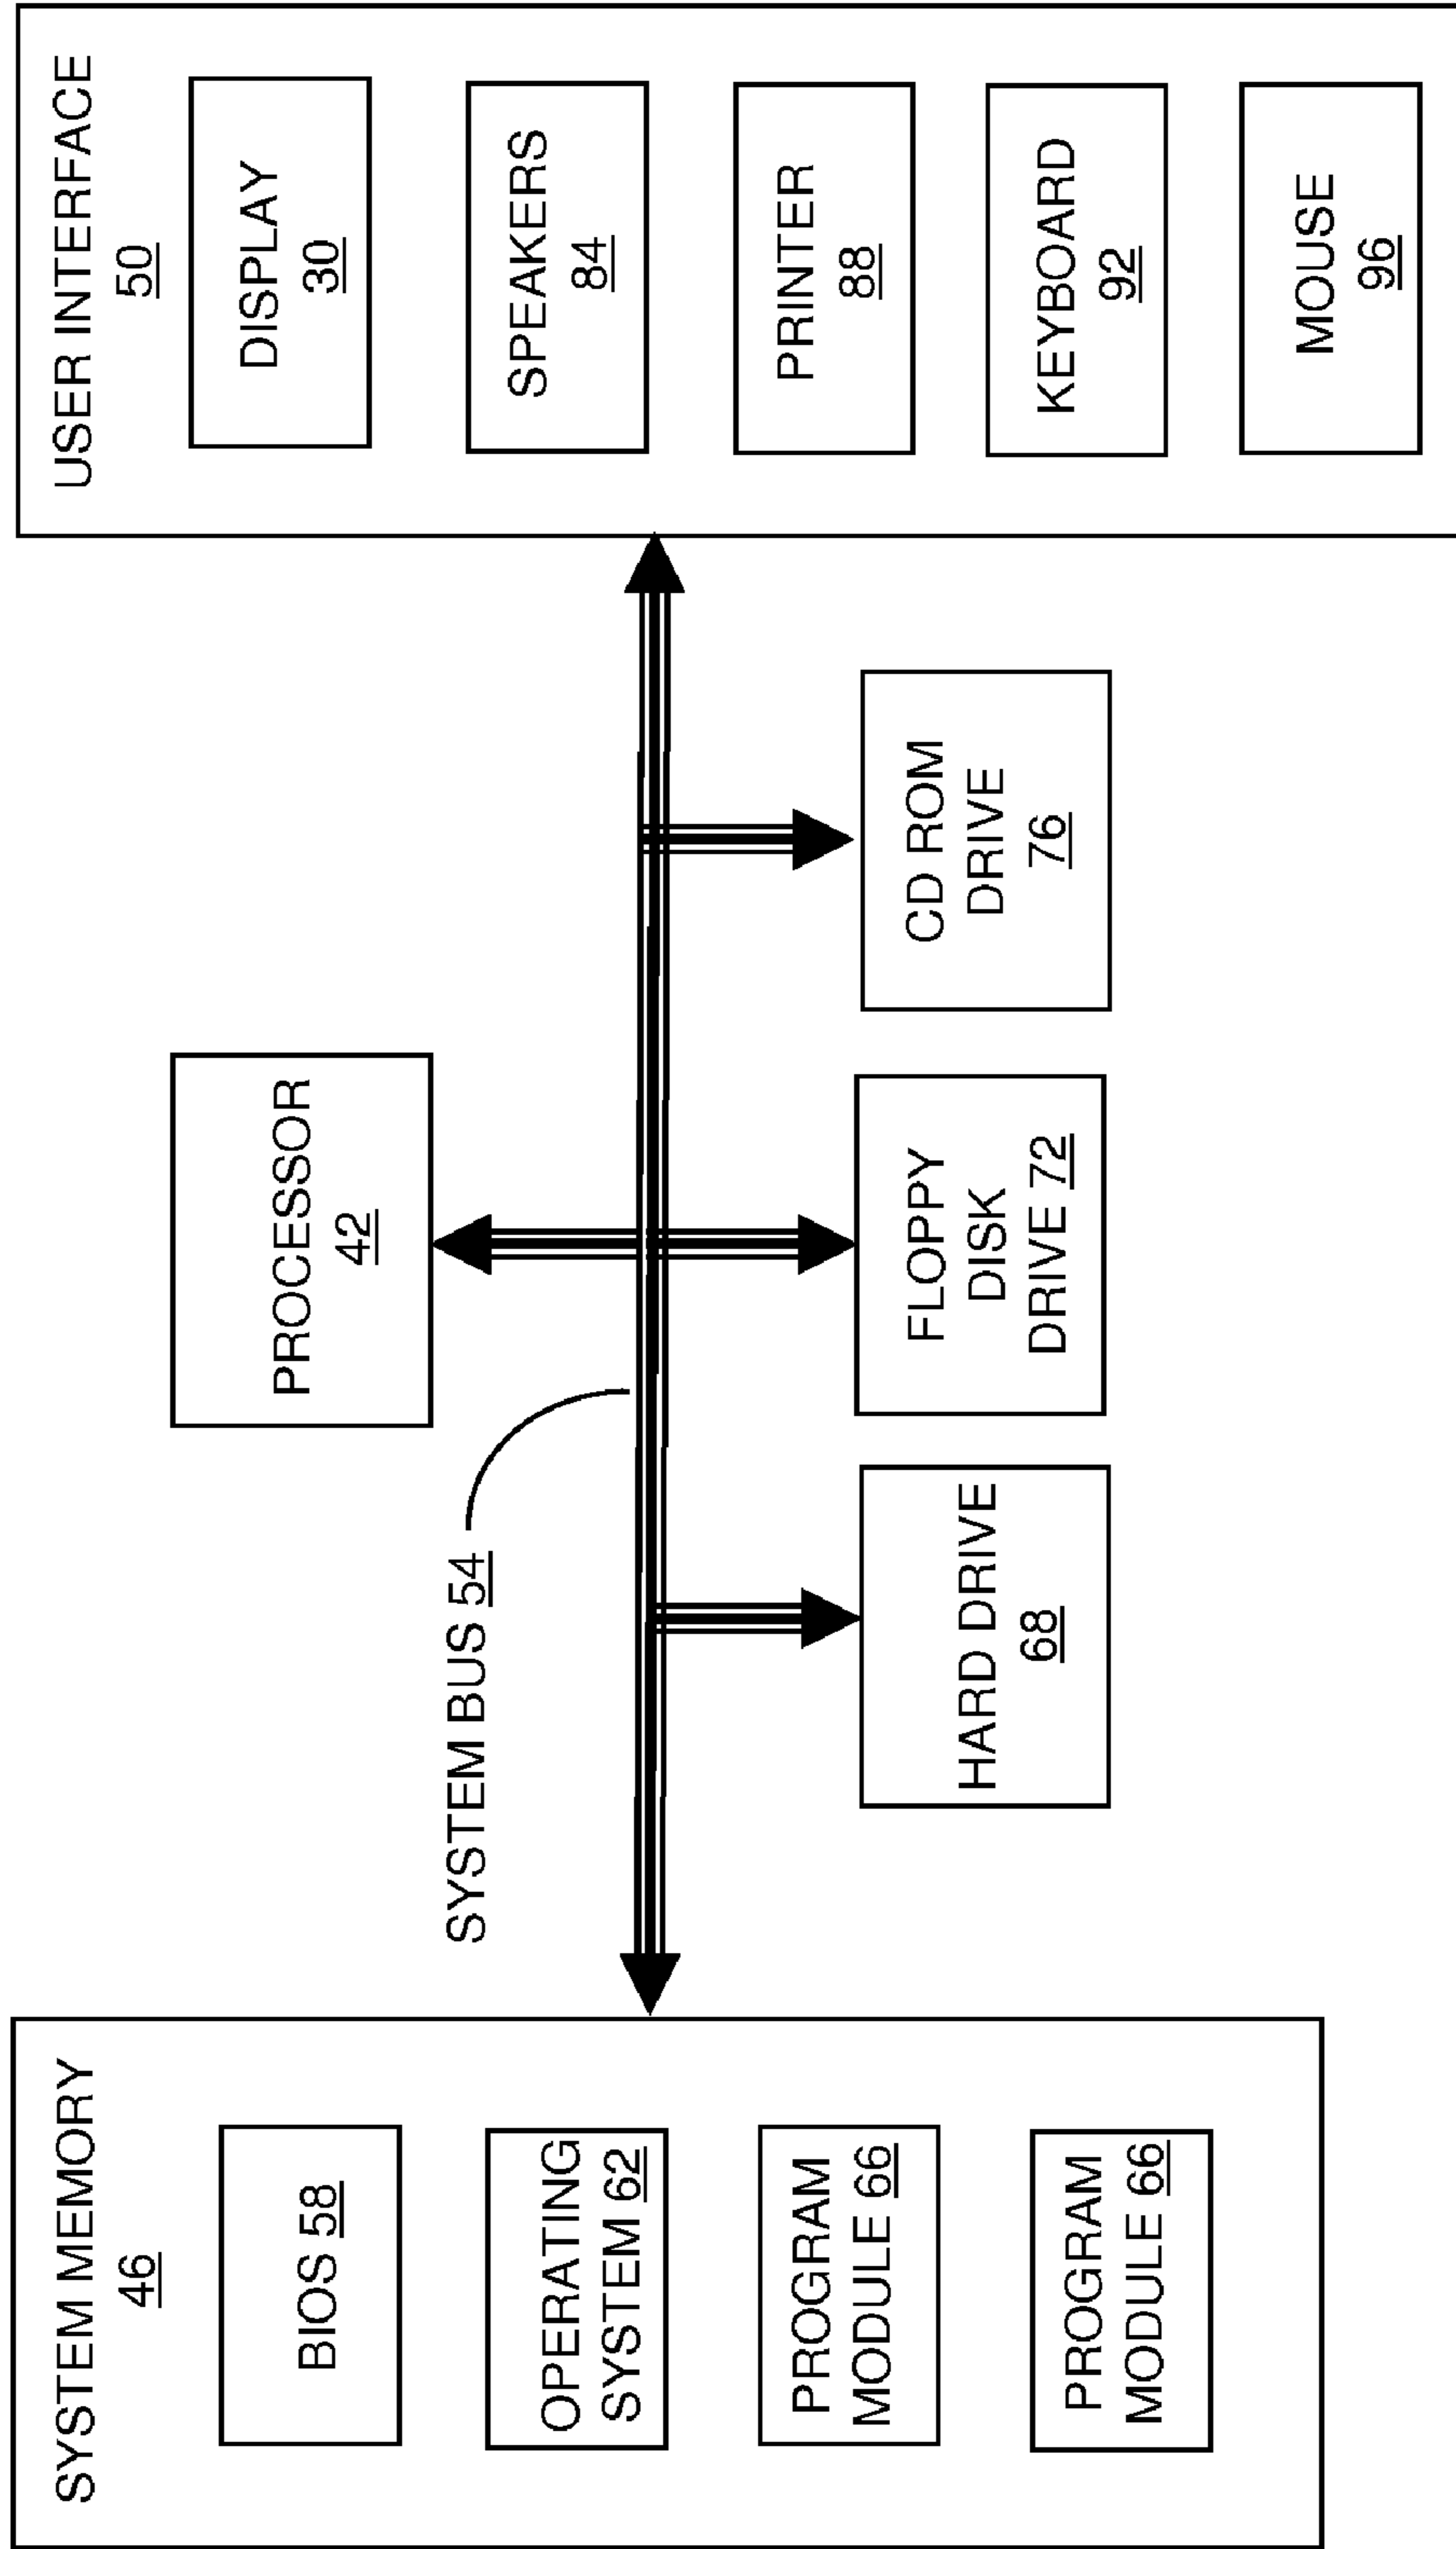 SYSTEM MEMORY
46
BIOS 58
OPERATING
SYSTEM 62
PROGRAM
MODULE 66
PROGRAM
MODULE 66
SYSTEM BUS 54
PROCESSOR
42
HARD DRIVE
68
FLOPPY
DISK
DRIVE 72
CD ROM
DRIVE
76
USER INTERFACE
50
DISPLAY
30
SPEAKERS
84
PRINTER
88
KEYBOARD
92
MOUSE
96